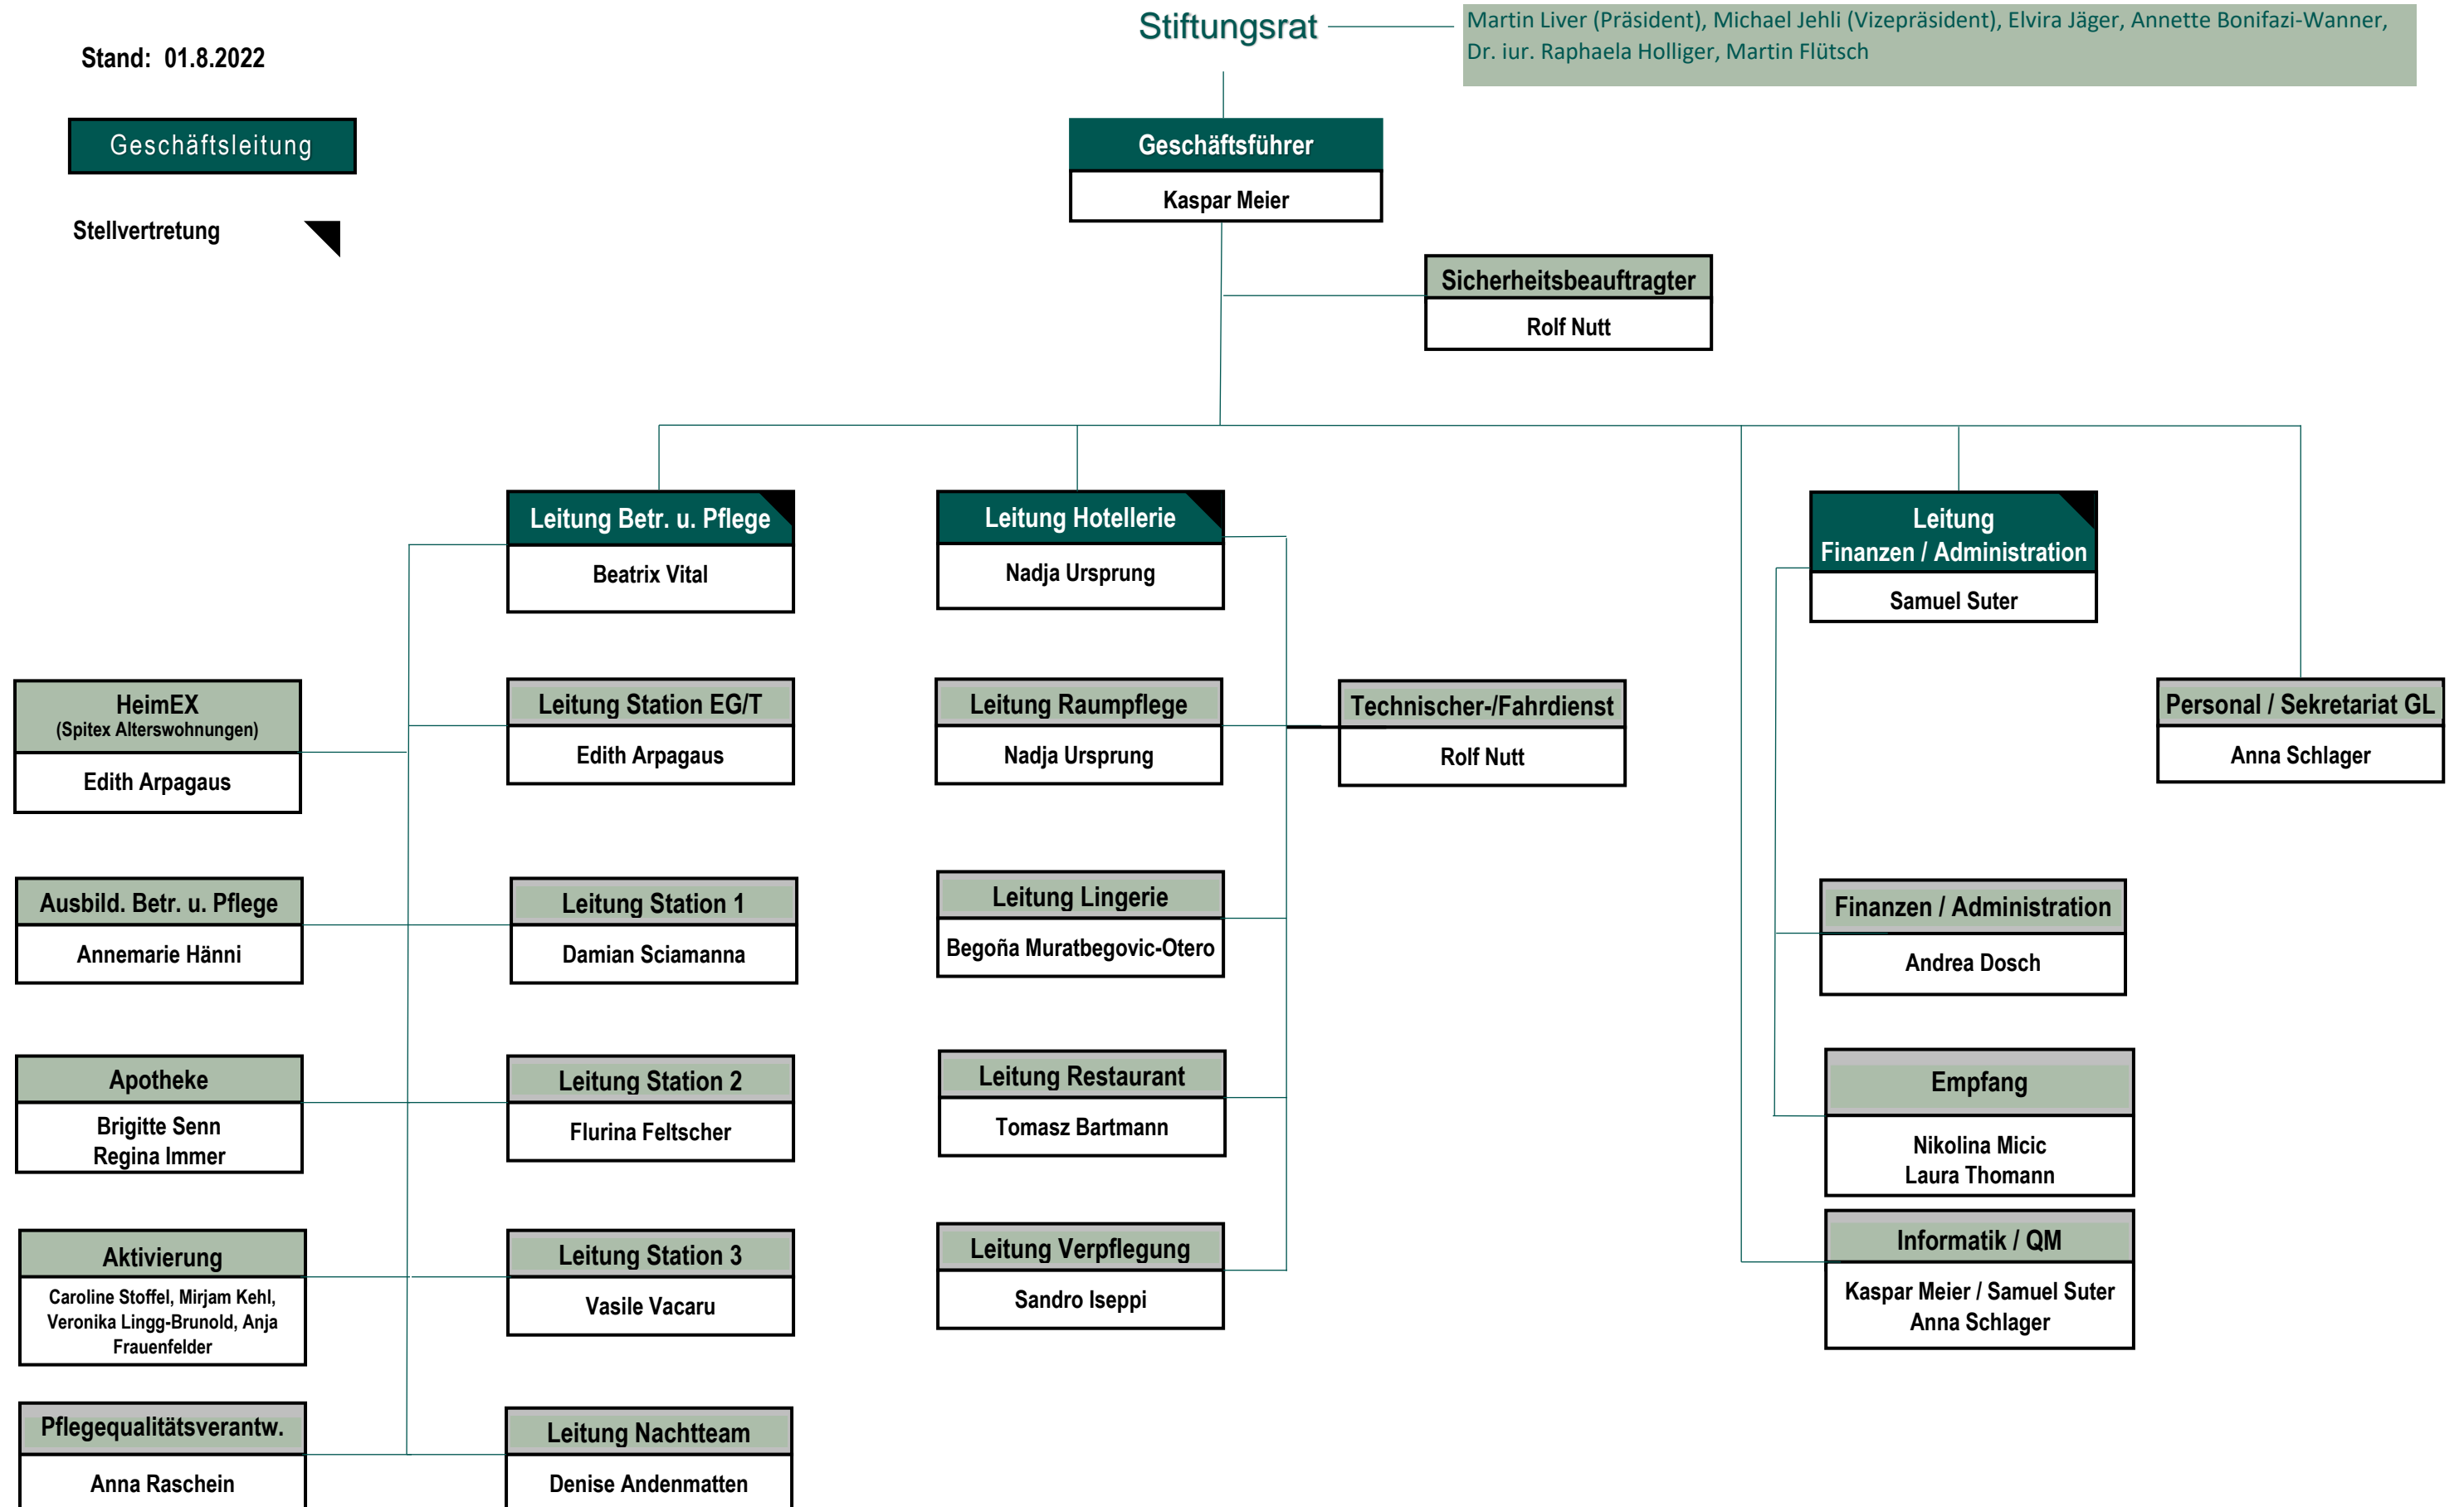 Stiftungsrat
Martin Liver (Präsident), Michael Jehli (Vizepräsident), Elvira Jäger, Annette Bonifazi-Wanner,
Dr. iur. Raphaela Holliger, Martin Flütsch
Stand: 01.8.2022
Geschäftsleitung
Stellvertretung
Geschäftsführer
Kaspar Meier
Sicherheitsbeauftragter
Rolf Nutt
Leitung Betr. u. Pflege
Beatrix Vital
Leitung Hotellerie
Nadja Ursprung
Leitung
Finanzen / Administration
Samuel Suter
HeimEX
(Spitex Alterswohnungen)
Edith Arpagaus
Leitung Station EG/T
Edith Arpagaus
Leitung Raumpflege
Nadja Ursprung
Technischer-/Fahrdienst
Rolf Nutt
Personal / Sekretariat GL
Anna Schlager
Ausbild. Betr. u. Pflege
Annemarie Hänni
Leitung Station 1
Damian Sciamanna
Leitung Lingerie
Begoña Muratbegovic-Otero
Finanzen / Administration
Andrea Dosch
Apotheke
Brigitte Senn
Regina Immer
Leitung Station 2
Flurina Feltscher
Leitung Restaurant
Tomasz Bartmann
Empfang
Nikolina Micic
Laura Thomann
Aktivierung
Caroline Stoffel, Mirjam Kehl,
Veronika Lingg-Brunold, Anja
Frauenfelder
Leitung Station 3
Vasile Vacaru
Leitung Verpflegung
Sandro Iseppi
Informatik / QM
Kaspar Meier / Samuel Suter
Anna Schlager
Pflegequalitätsverantw.
Anna Raschein
Leitung Nachtteam
Denise Andenmatten